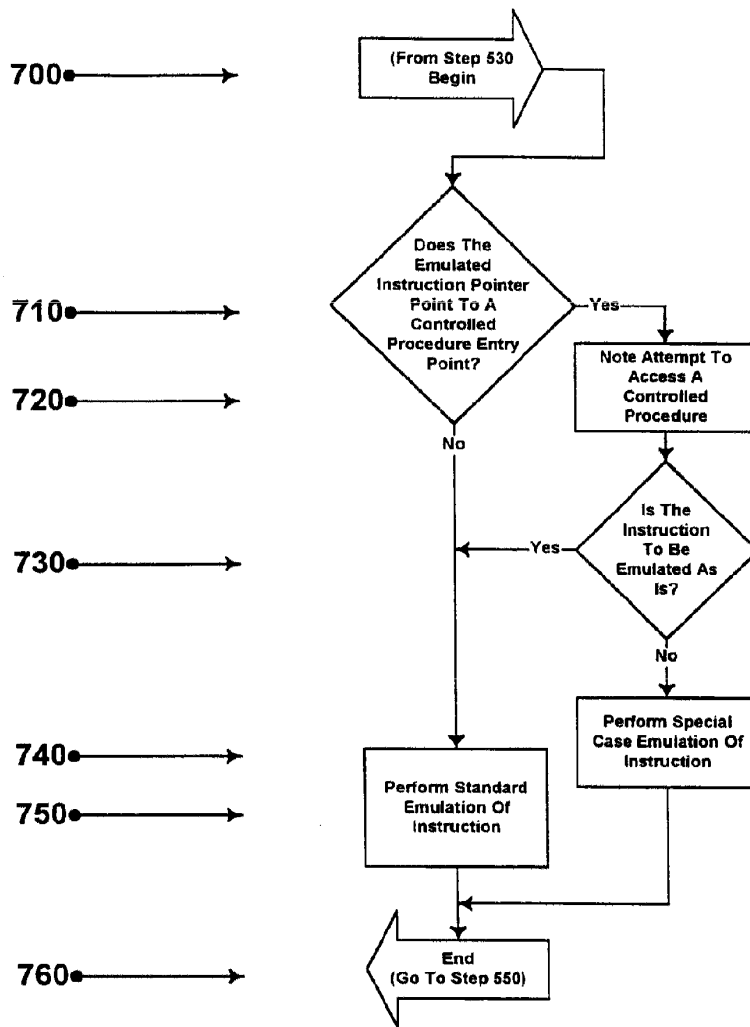 700
(From Step 530
Begin
Does The
Emulated
Instruction Pointer
Point To A
Controlled
Procedure Entry
Point?
710
Yes
Note Attempt To
Access A
Controlled
Procedure
720
No
Is The
Instruction
To Be
Emulated As
Is?
730
Yes
No
Perform Special
Case Emulation Of
Instruction
740
Perform Standard
Emulation Of
Instruction
750
End
(Go To Step 550)
760